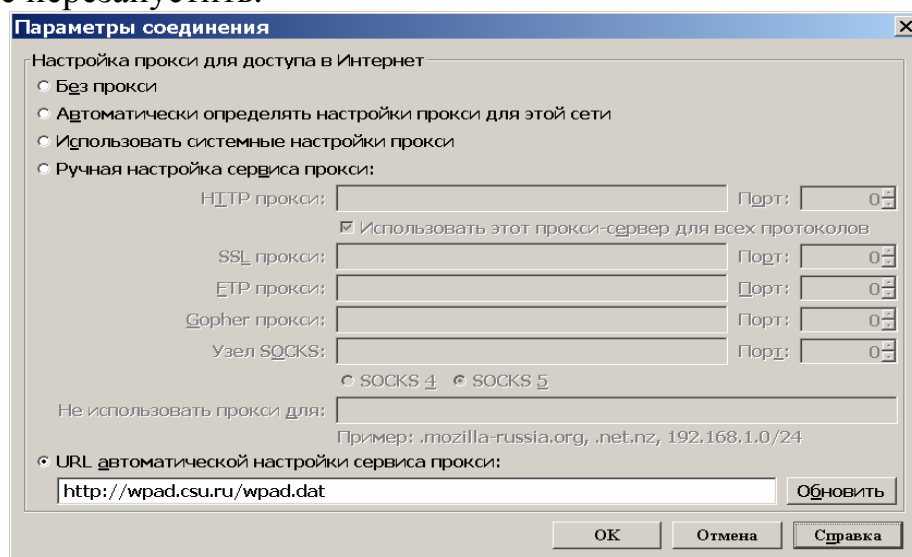 е перезапустить.
Параметры соединения
Настройка прокси для доступа в Интернет
Без прокси
Автоматически определять настройки прокси для этой сети
Использовать системные настройки прокси
Ручная настройка сервиса прокси:
HTTP прокси: Порт: 0
Использовать этот прокси-сервер для всех протоколов
SSL прокси: Порт: 0
FTP прокси: Порт: 0
Gopher прокси: Порт: 0
Узел SOCKS: Порт: 0
SOCKS 4 SOCKS 5
Не использовать прокси для:
Пример: .mozilla-russia.org, .net.nz, 192.168.1.0/24
URL автоматической настройки сервиса прокси:
http://wpad.csu.ru/wpad.dat Обновить
OK Отмена Справка